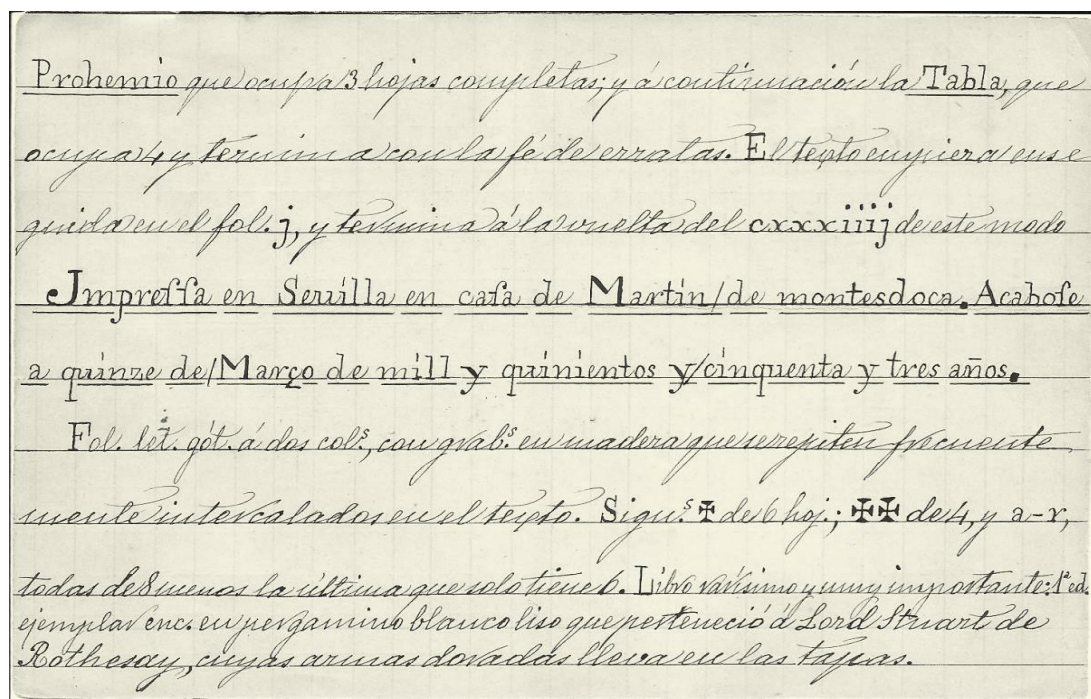 Prohemio que ocupa 3 hojas completas; y á continuación la Tabla, que
ocupa 4 y termina con la fé de erratas. El texto empieza ense
guida en el fol. j, y termina á la vuelta del cxxxiiij de este modo
Jmpreſſa en Seuilla en caſa de Martin/de montesdoca. Acaboſe
a quinze de/Março de mill y quinientos y/cinquenta y tres años.
Fol. let. gót. á dos col.ˢ, con grab.ˢ en madera que se repiten frecuente
mente intercalados en el texto. Sign.ˢ ✠ de 6 hoj.; ✠✠ de 4, y a-r,
todas de 8 menos la última que solo tiene 6. Libro rarísimo y muy importante: 1ª ed.
ejemplar enc. en pergamino blanco liso que perteneció á Lord Stuart de
Rothesay, cuyas armas doradas lleva en las tapas.